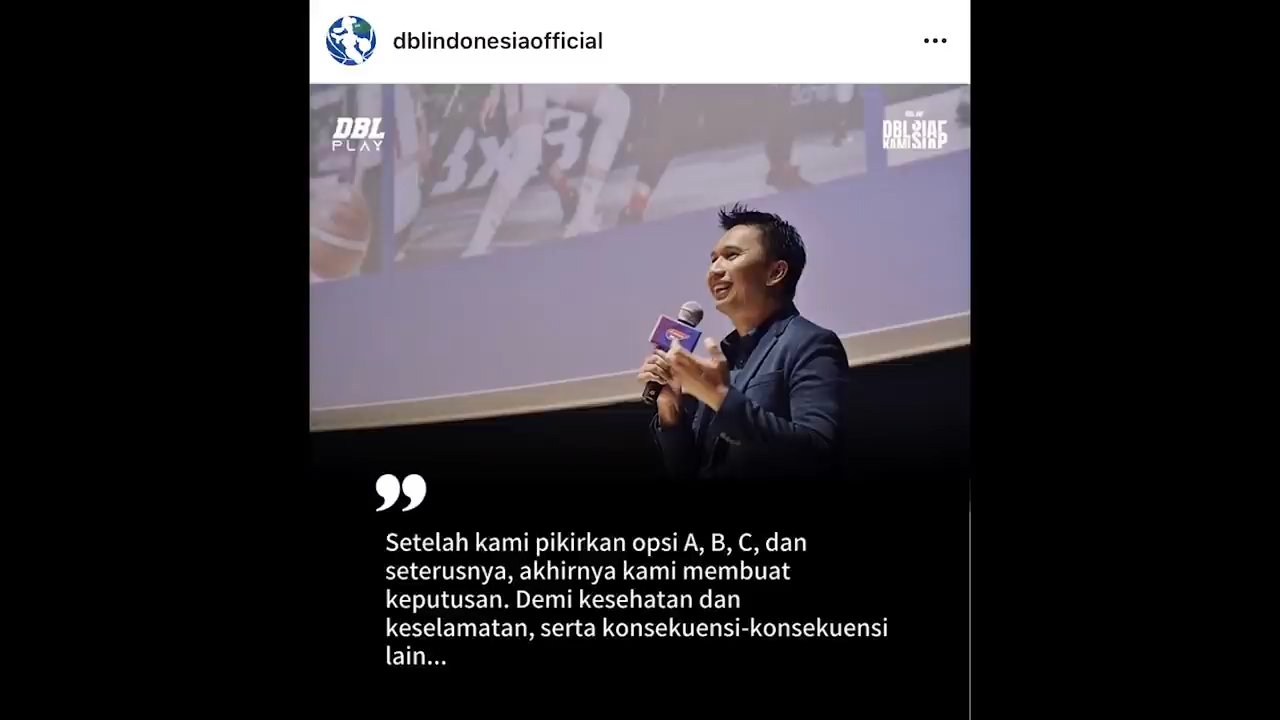 dblindonesiaofficial
DBL
PLAY
3X3
Setelah kami pikirkan opsi A, B, C, dan
seterusnya, akhirnya kami membuat
keputusan. Demi kesehatan dan
keselamatan, serta konsekuensi-konsekuensi
lain...